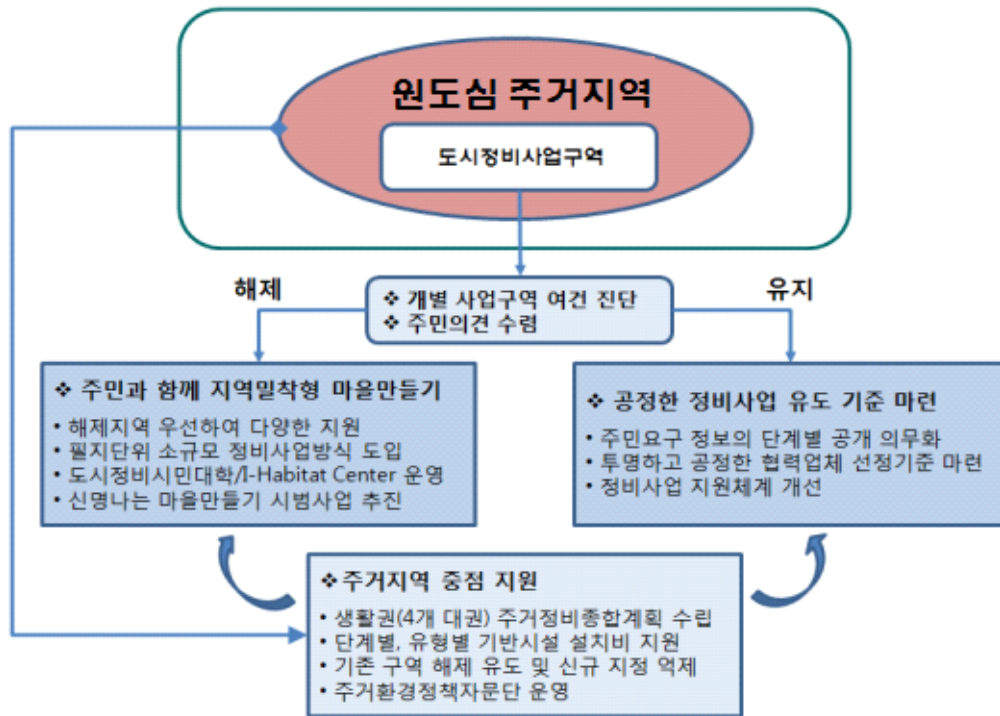 원도심 주거지역
도시정비사업구역
해제
❖ 개별 사업구역 여건 진단
❖ 주민의견 수렴
유지
❖ 주민과 함께 지역밀착형 마을만들기
• 해제지역 우선하여 다양한 지원
• 필지단위 소규모 정비사업방식 도입
• 도시정비시민대학/I-Habitat Center 운영
• 신명나는 마을만들기 시범사업 추진
❖ 공정한 정비사업 유도 기준 마련
• 주민요구 정보의 단계별 공개 의무화
• 투명하고 공정한 협력업체 선정기준 마련
• 정비사업 지원체계 개선
❖주거지역 중점 지원
• 생활권(4개 대권) 주거정비종합계획 수립
• 단계별, 유형별 기반시설 설치비 지원
• 기존 구역 해제 유도 및 신규 지정 억제
• 주거환경정책자문단 운영